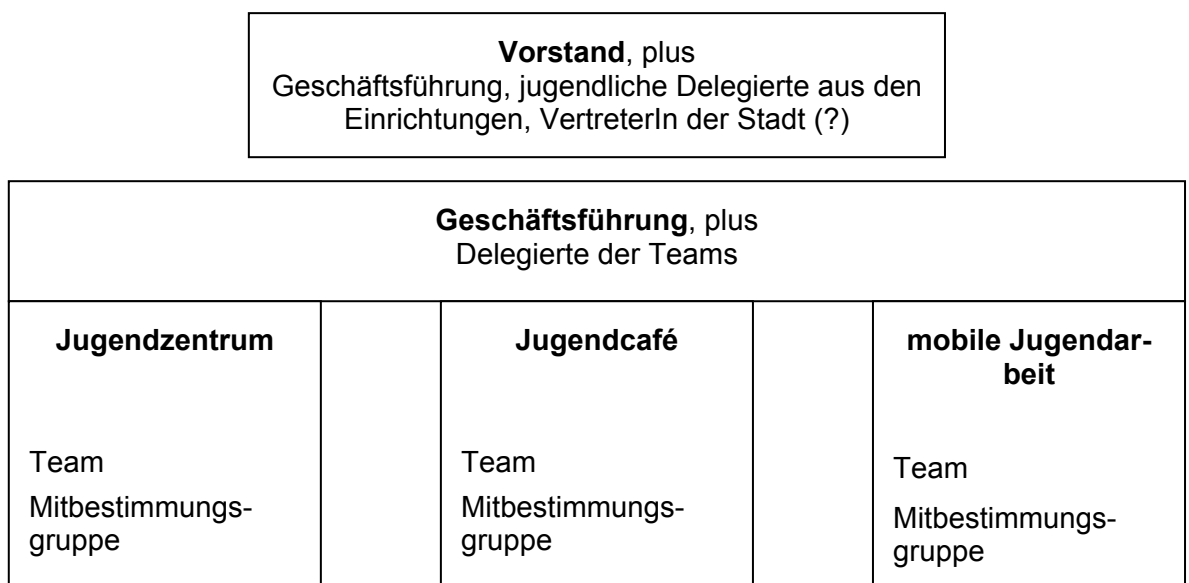 Vorstand, plus
Geschäftsführung, jugendliche Delegierte aus den
Einrichtungen, VertreterIn der Stadt (?)
Geschäftsführung, plus
Delegierte der Teams
Jugendzentrum
Team
Mitbestimmungs-
gruppe
Jugendcafé
Team
Mitbestimmungs-
gruppe
mobile Jugendar-
beit
Team
Mitbestimmungs-
gruppe